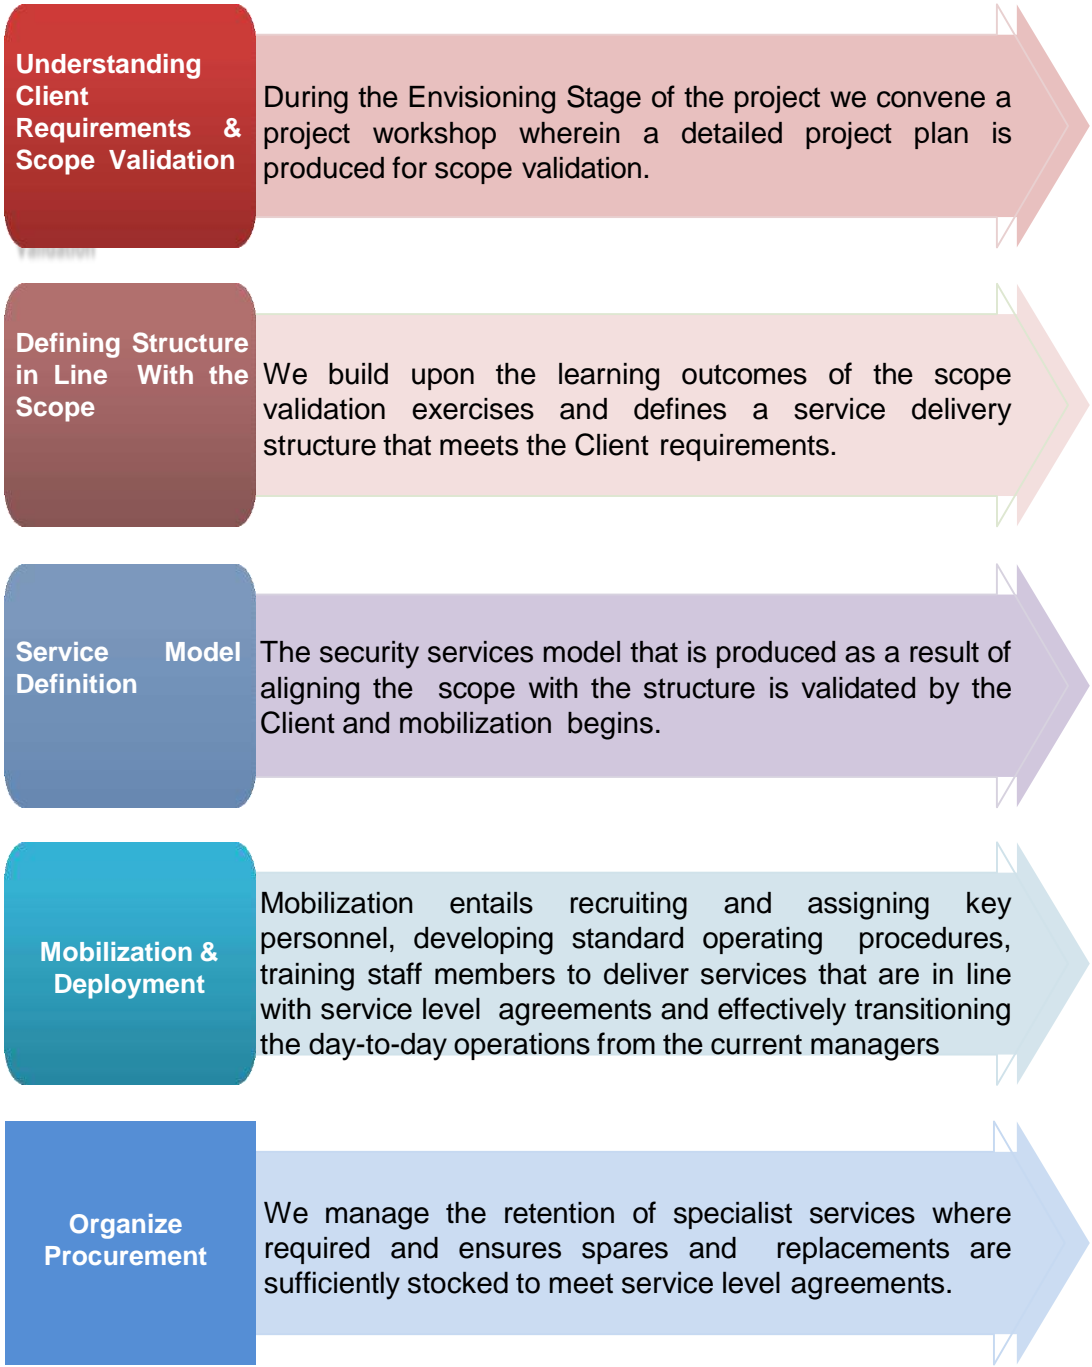 Understanding
Client
Requirements &
Scope Validation
During the Envisioning Stage of the project we convene a
project workshop wherein a detailed project plan is
produced for scope validation.
Validation
Defining Structure
in Line With the
Scope
We build upon the learning outcomes of the scope
validation exercises and defines a service delivery
structure that meets the Client requirements.
Service Model
Definition
The security services model that is produced as a result of
aligning the scope with the structure is validated by the
Client and mobilization begins.
Mobilization &
Deployment
Mobilization entails recruiting and assigning key
personnel, developing standard operating procedures,
training staff members to deliver services that are in line
with service level agreements and effectively transitioning
the day-to-day operations from the current managers
Organize
Procurement
We manage the retention of specialist services where
required and ensures spares and replacements are
sufficiently stocked to meet service level agreements.